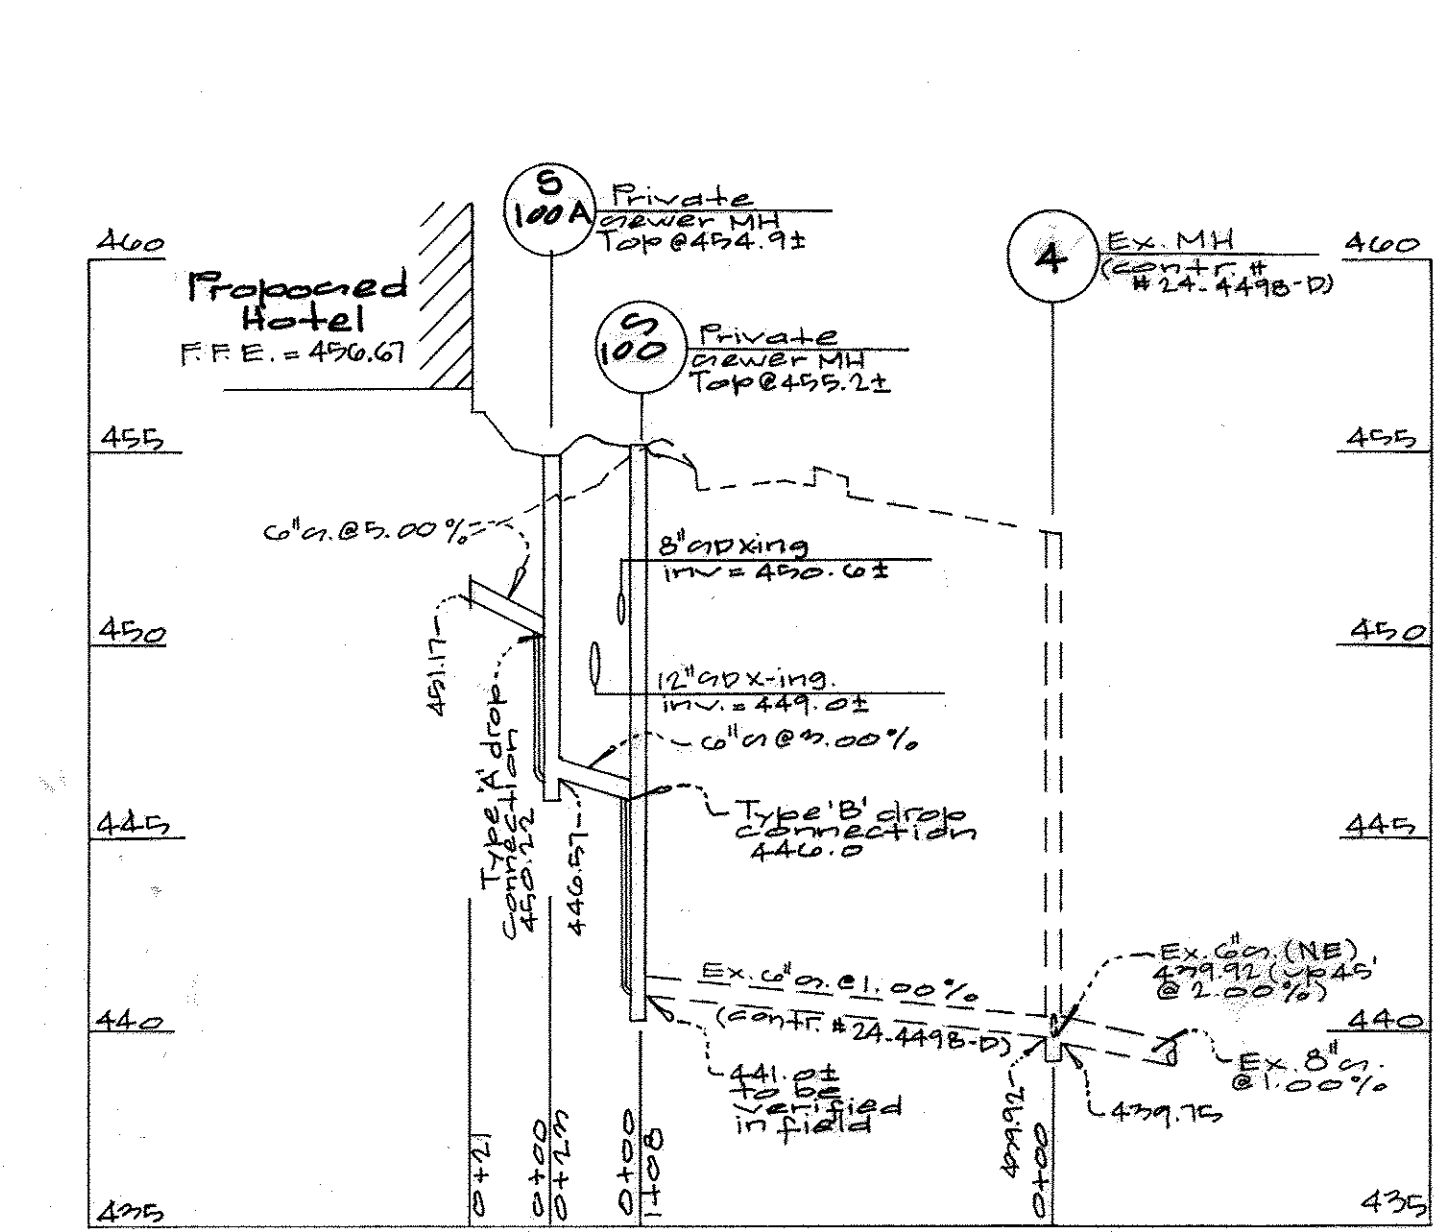 S
100A
Private
sewer MH
Top @ 454.9±
460
Proposed
Hotel
F.F.E. = 456.67
S
100
Private
sewer MH
Top @ 455.2±
4
Ex. MH
(contr. #
#24-4498-D)
460
455
455
6"s. @ 5.00%
8"SD Xing
inv = 450.6±
450
450
451.17
12"SD X-ing.
inv. = 449.0±
6"s @ 3.00%
Type 'A' drop
connection
450.22
446.57
Type 'B' drop
connection
446.0
445
445
Ex. 6"s. @ 1.00%
(contr. #24-4498-D)
Ex. 6"s. (NE)
439.92 (up 45'
@ 2.00%)
440
440
441.0±
to be
verified
in field
Ex. 8"s.
@ 1.00%
439.92
439.75
0+21
0+00
0+23
0+00
1+08
0+00
435
435